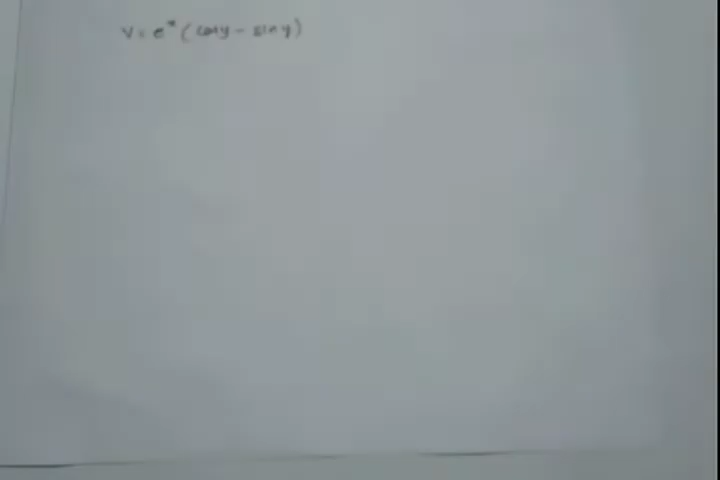 v = e^x (cos y - sin y)